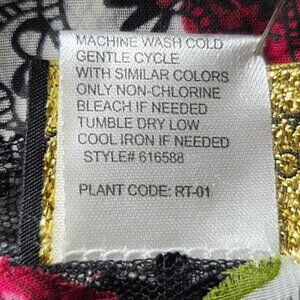 MACHINE WASH COLD
GENTLE CYCLE
WITH SIMILAR COLORS
ONLY NON-CHLORINE
BLEACH IF NEEDED
TUMBLE DRY LOW
COOL IRON IF NEEDED
STYLE# 616588
PLANT CODE: RT-01